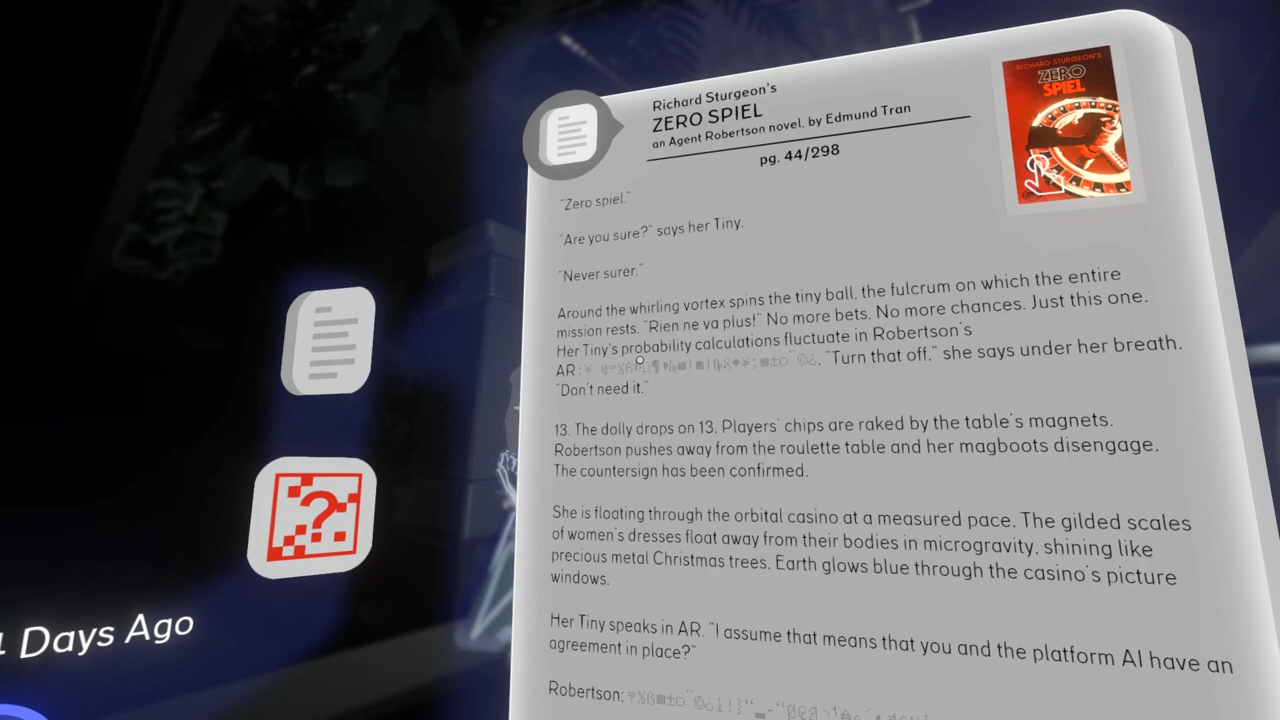 Richard Sturgeon's
ZERO SPIEL
an Agent Robertson novel, by Edmund Tran
pg. 44/298
RICHARD STURGEON'S
ZERO
SPIEL
"Zero spiel."
"Are you sure?" says her Tiny.
"Never surer."
Around the whirling vortex spins the tiny ball, the fulcrum on which the entire
mission rests. "Rien ne va plus!" No more bets. No more chances. Just this one.
Her Tiny's probability calculations fluctuate in Robertson's
AR. "Turn that off," she says under her breath.
"Don't need it."
13. The dolly drops on 13. Players' chips are raked by the table's magnets.
Robertson pushes away from the roulette table and her magboots disengage.
The countersign has been confirmed.
She is floating through the orbital casino at a measured pace. The gilded scales
of women's dresses float away from their bodies in microgravity, shining like
precious metal Christmas trees. Earth glows blue through the casino's picture
windows.
Her Tiny speaks in AR. "I assume that means that you and the platform AI have an
agreement in place?"
Robertson:
?
Days Ago